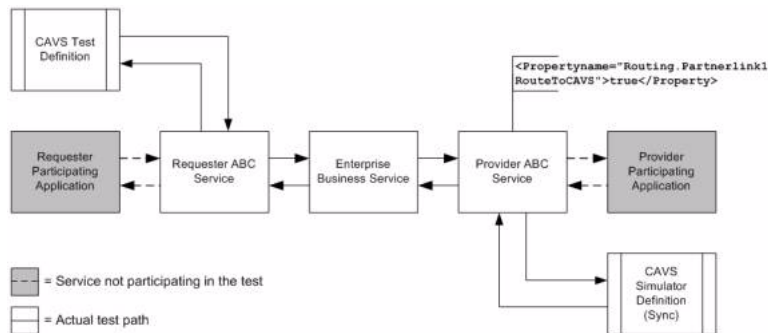 CAVS Test
Definition
<Propertyname="Routing.Partnerlink1
RouteToCAVS">true</Property>
Requester
Participating
Application
Requester ABC
Service
Enterprise
Business Service
Provider ABC
Service
Provider
Participating
Application
= Service not participating in the test
= Actual test path
CAVS
Simulator
Definition
(Sync)